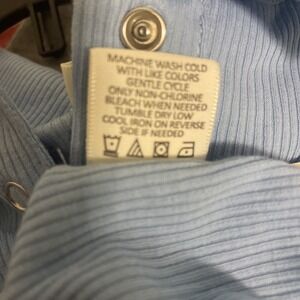 MACHINE WASH COLD
WITH LIKE COLORS
GENTLE CYCLE
ONLY NON-CHLORINE
BLEACH WHEN NEEDED
TUMBLE DRY LOW
COOL IRON ON REVERSE
SIDE IF NEEDED